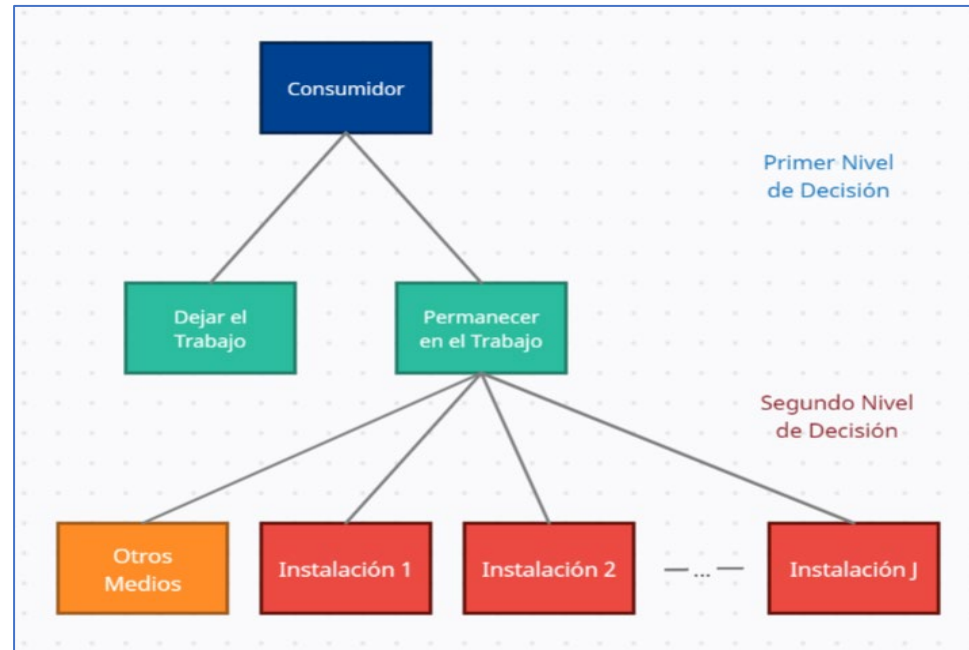 Consumidor
Primer Nivel
de Decisión
Dejar el
Trabajo
Permanecer
en el Trabajo
Segundo Nivel
de Decisión
Otros
Medios
Instalación 1
Instalación 2
...
Instalación J